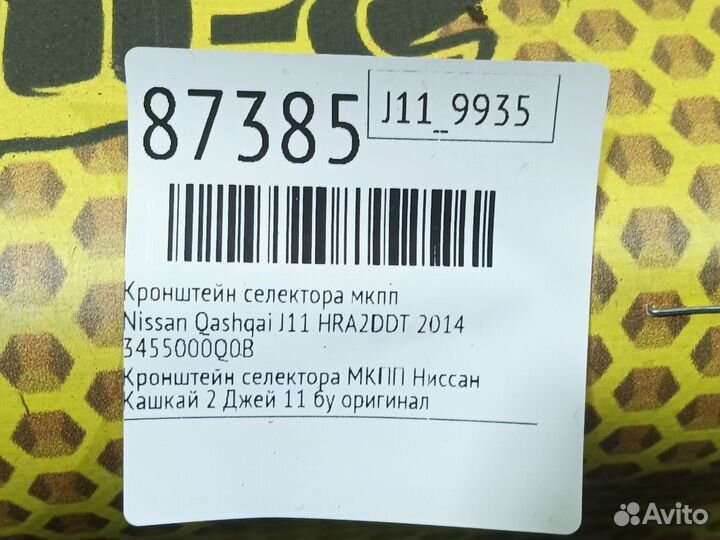 87385
J11_9935
Кронштейн селектора мкпп
Nissan Qashqai J11 HRA2DDT 2014
3455000Q0B
Кронштейн селектора МКПП Ниссан
Кашкай 2 Джей 11 бу оригинал
Avito